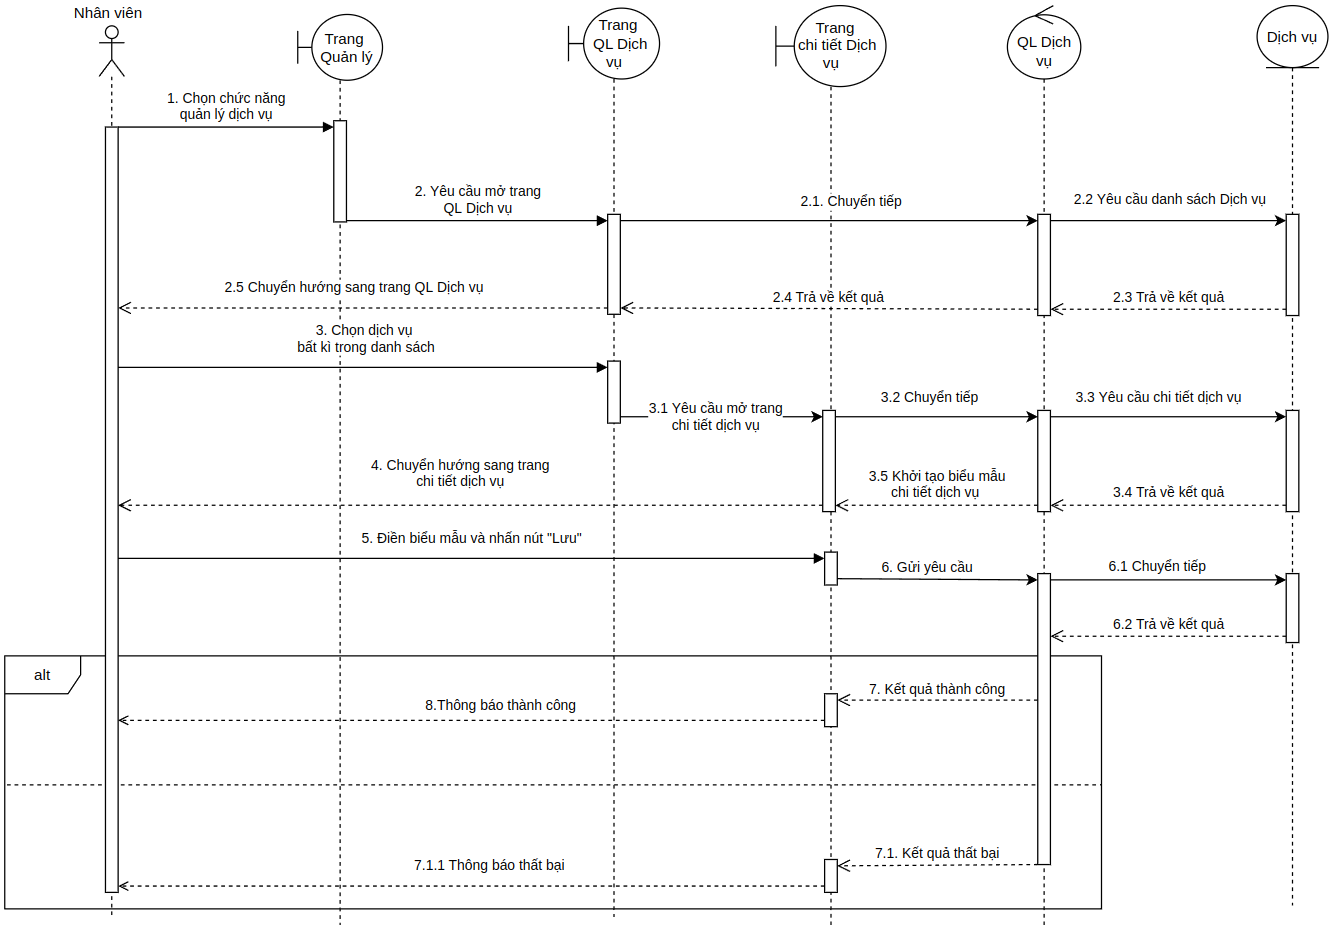 Nhân viên
Trang
Quản lý
Trang
QL Dịch
vụ
Trang
chi tiết Dịch
vụ
QL Dịch
vụ
Dịch vụ
1. Chọn chức năng
quản lý dịch vụ
2. Yêu cầu mở trang
QL Dịch vụ
2.1. Chuyển tiếp
2.2 Yêu cầu danh sách Dịch vụ
2.5 Chuyển hướng sang trang QL Dịch vụ
2.4 Trả về kết quả
2.3 Trả về kết quả
3. Chọn dịch vụ
bất kì trong danh sách
3.1 Yêu cầu mở trang
chi tiết dịch vụ
3.2 Chuyển tiếp
3.3 Yêu cầu chi tiết dịch vụ
4. Chuyển hướng sang trang
chi tiết dịch vụ
3.5 Khởi tạo biểu mẫu
chi tiết dịch vụ
3.4 Trả về kết quả
5. Điền biểu mẫu và nhấn nút "Lưu"
6. Gửi yêu cầu
6.1 Chuyển tiếp
6.2 Trả về kết quả
alt
7. Kết quả thành công
8.Thông báo thành công
7.1. Kết quả thất bại
7.1.1 Thông báo thất bại